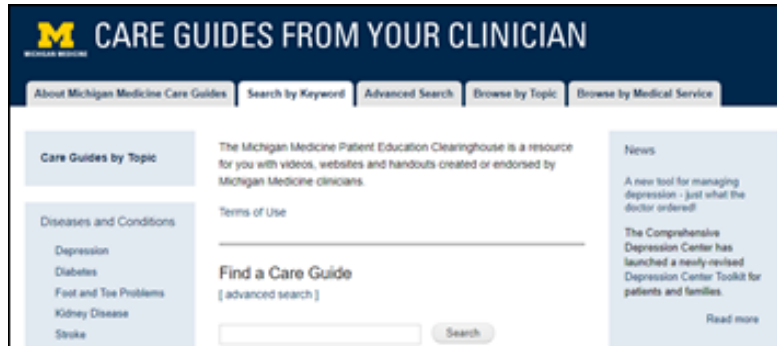 M
MICHIGAN MEDICINE
CARE GUIDES FROM YOUR CLINICIAN
About Michigan Medicine Care Guides
Search by Keyword
Advanced Search
Browse by Topic
Browse by Medical Service
Care Guides by Topic
Diseases and Conditions
Depression
Diabetes
Foot and Toe Problems
Kidney Disease
Stroke
The Michigan Medicine Patient Education Clearinghouse is a resource
for you with videos, websites and handouts created or endorsed by
Michigan Medicine clinicians.
Terms of Use
Find a Care Guide
[ advanced search ]
Search
News
A new tool for managing
depression - just what the
doctor ordered!
The Comprehensive
Depression Center has
launched a newly-revised
Depression Center Toolkit for
patients and families.
Read more